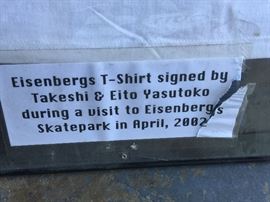 Eisenbergs T-Shirt signed by
Takeshi & Eito Yasutoko
during a visit to Eisenberg's
Skatepark in April, 2002